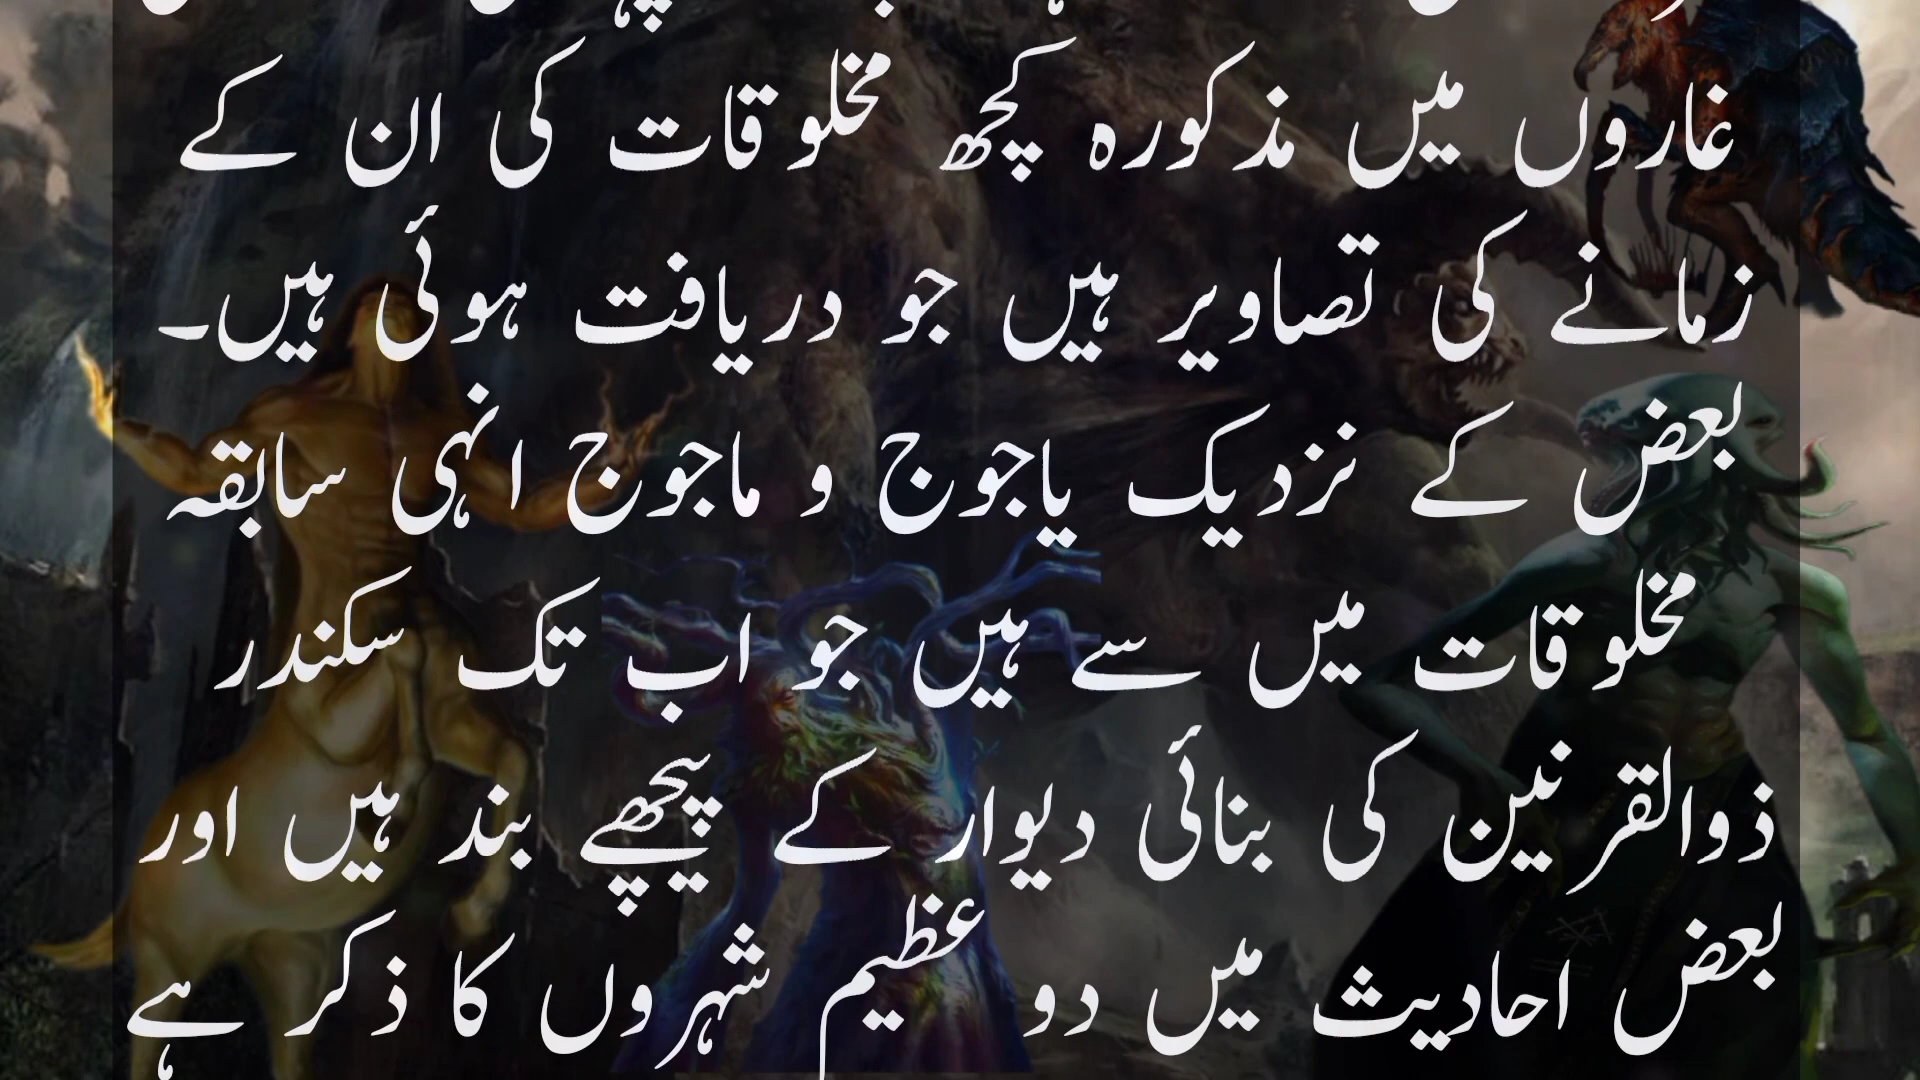 غاروں میں مذکورہ کچھ مخلوقات کی ان کے
زمانے کی تصاویر ہیں جو دریافت ہوئی ہیں۔
بعض کے نزدیک یاجوج و ماجوج انہی سابقہ
مخلوقات میں سے ہیں جو اب تک سکندر
ذوالقرنین کی بنائی دیوار کے پیچھے بند ہیں اور
بعض احادیث میں دو عظیم شہروں کا ذکر ہے